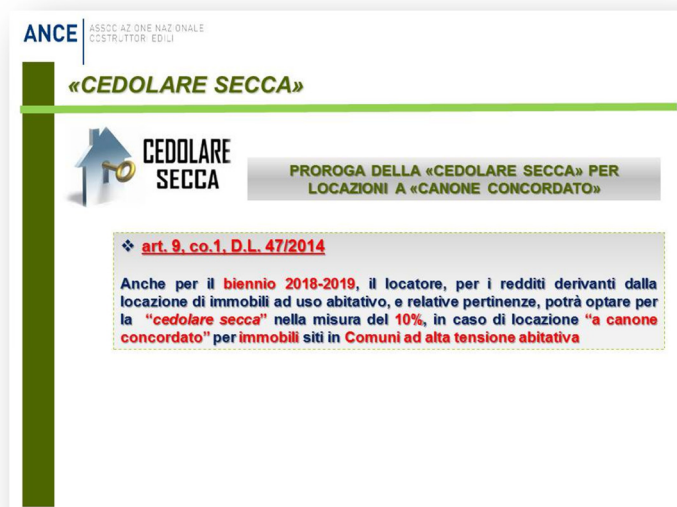 ANCE
ASSOCIAZIONE NAZIONALE
COSTRUTTORI EDILI
«CEDOLARE SECCA»
CEDOLARE
SECCA
PROROGA DELLA «CEDOLARE SECCA» PER
LOCAZIONI A «CANONE CONCORDATO»
❖ art. 9, co.1, D.L. 47/2014
Anche per il biennio 2018-2019, il locatore, per i redditi derivanti dalla
locazione di immobili ad uso abitativo, e relative pertinenze, potrà optare per
la “cedolare secca” nella misura del 10%, in caso di locazione “a canone
concordato” per immobili siti in Comuni ad alta tensione abitativa